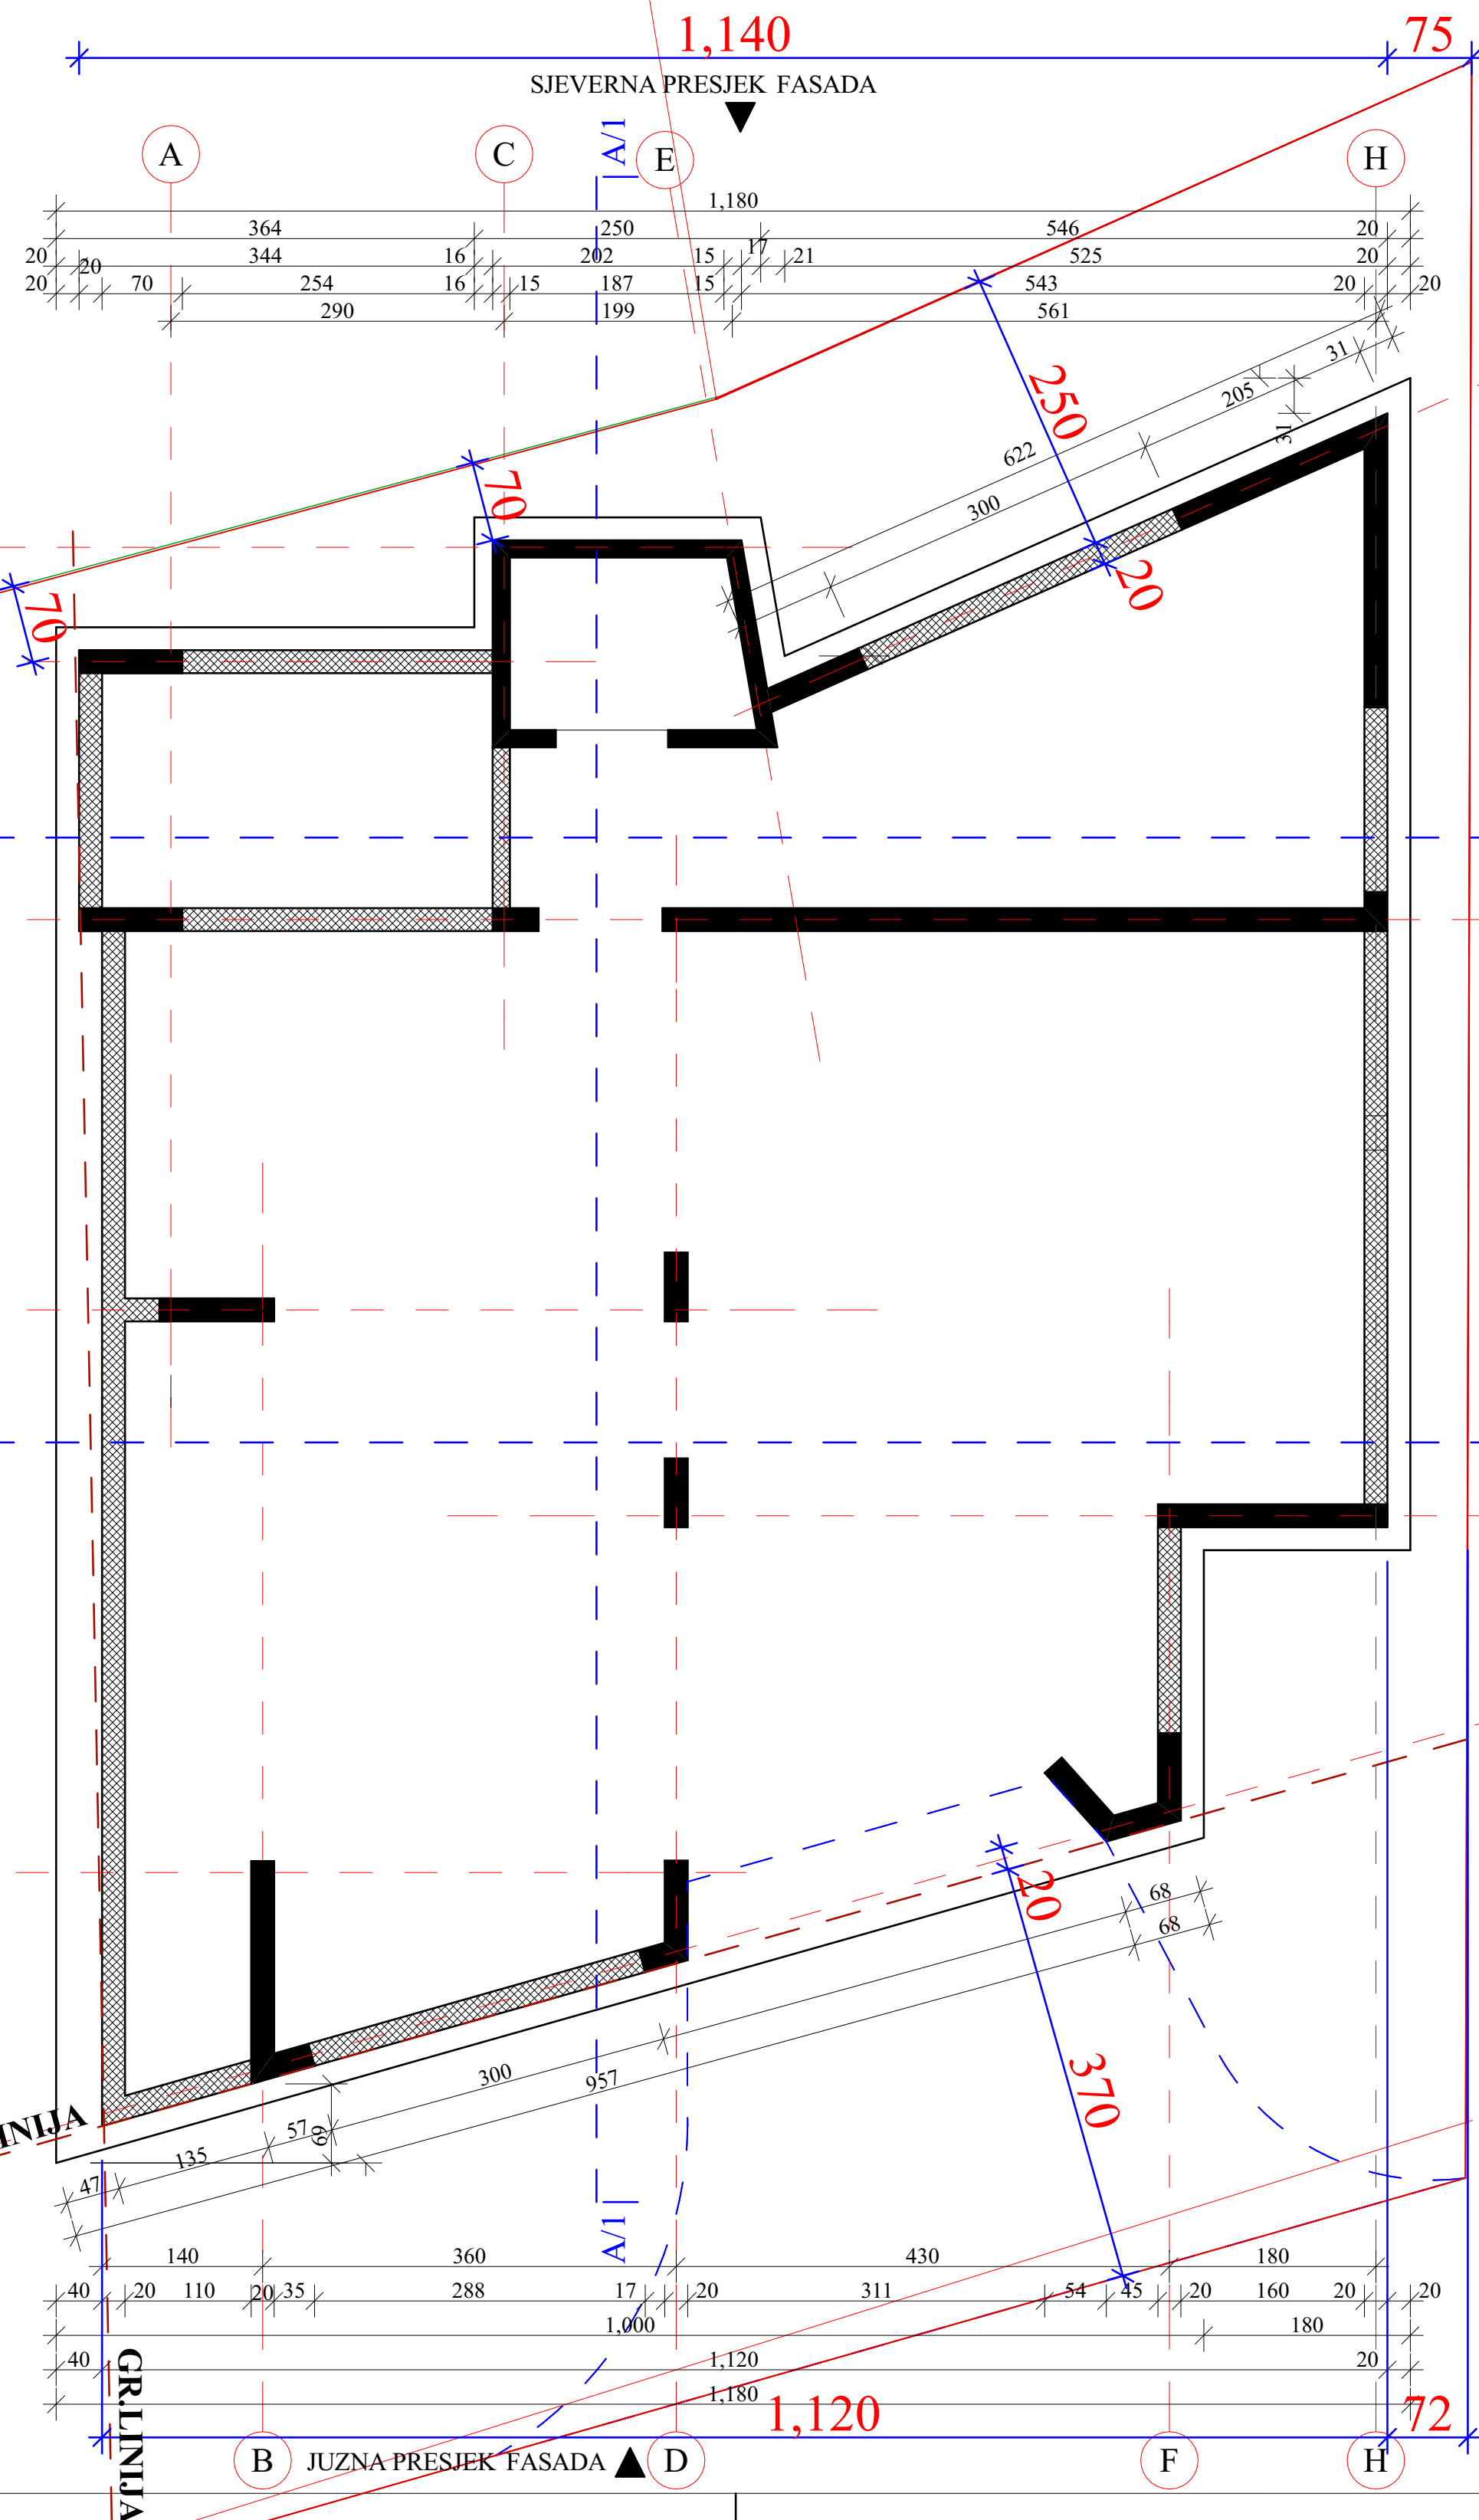 1,140 75
SJEVERNA PRESJEK FASADA
A/1
A C E H
1,180
364 250 546 20
20 20 344 16 202 15 17 21 525 20
20 70 254 16 15 187 15 543 20 20
290 199 561
31
205
31
250
622
300
70
20
70
20
68
68
370
300
957
INIJA
57
69
135
47
A/1
140 360 430 180
40 20 110 20 35 288 17 20 311 54 45 20 160 20 20
1,000 180
40 1,120 20
1,180
1,120 72
GR.LINIJA
B JUZNA PRESJEK FASADA D F H